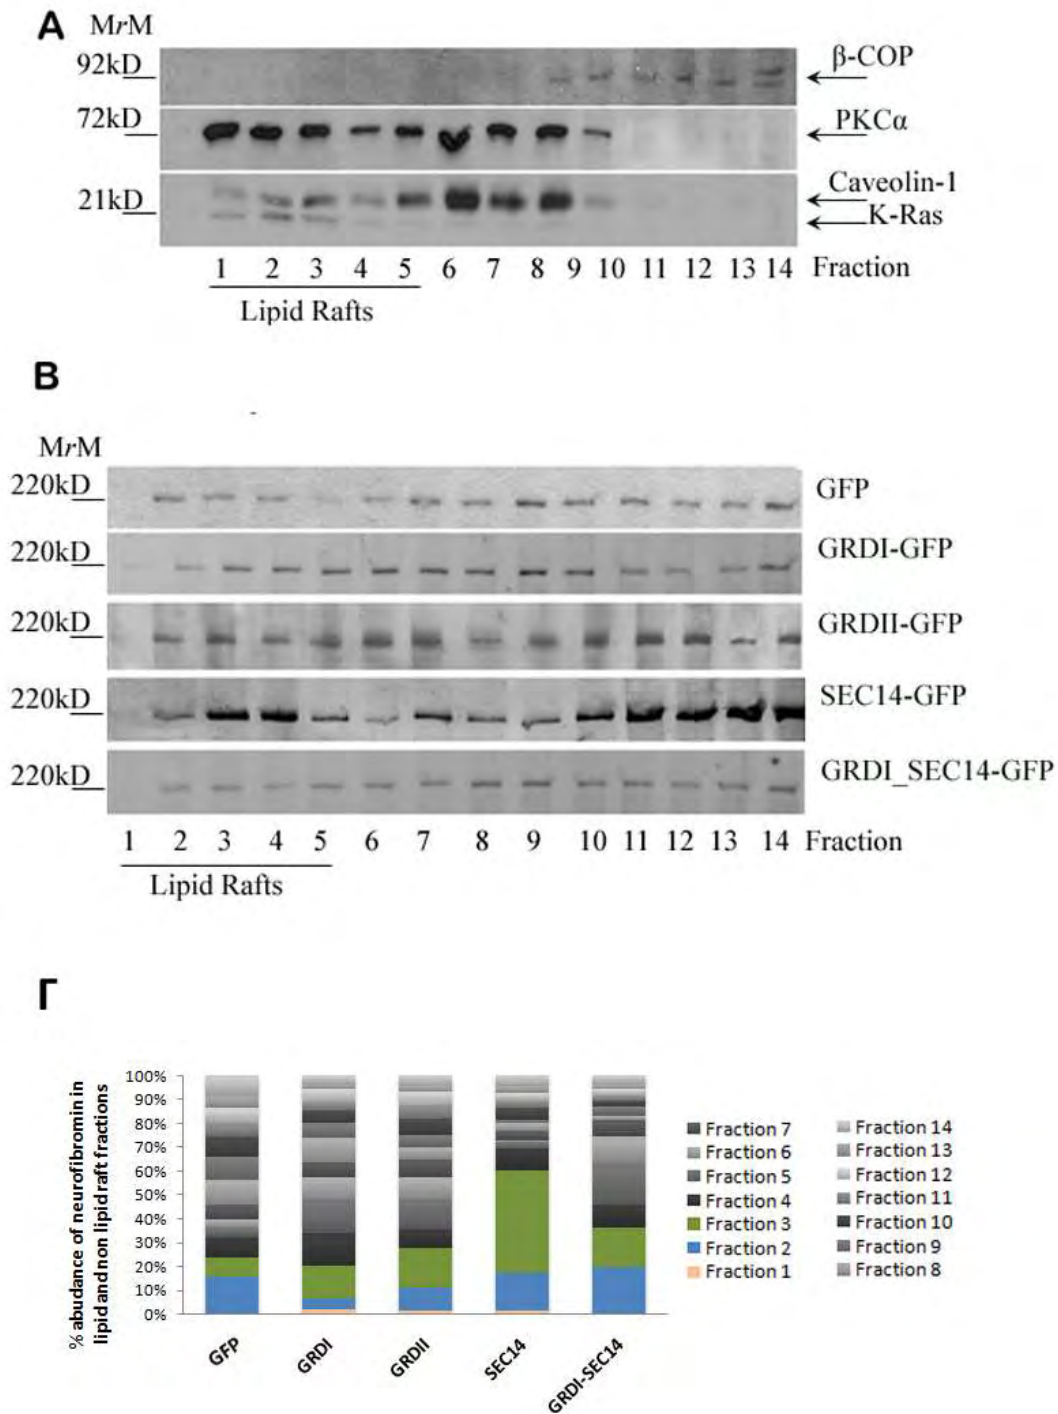 A
MrM
92kD
β-COP
72kD
PKCα
21kD
Caveolin-1
K-Ras
1 2 3 4 5 6 7 8 9 10 11 12 13 14 Fraction
Lipid Rafts
B
MrM
220kD
GFP
220kD
GRDI-GFP
220kD
GRDII-GFP
220kD
SEC14-GFP
220kD
GRDI_SEC14-GFP
1 2 3 4 5 6 7 8 9 10 11 12 13 14 Fraction
Lipid Rafts
Γ
% abudance of neurofibromin in
lipid and non lipid raft fractions
100%
90%
80%
70%
60%
50%
40%
30%
20%
10%
0%
GFP
GRDI
GRDII
SEC14
GRDI-SEC14
Fraction 7
Fraction 6
Fraction 5
Fraction 4
Fraction 3
Fraction 2
Fraction 1
Fraction 14
Fraction 13
Fraction 12
Fraction 11
Fraction 10
Fraction 9
Fraction 8